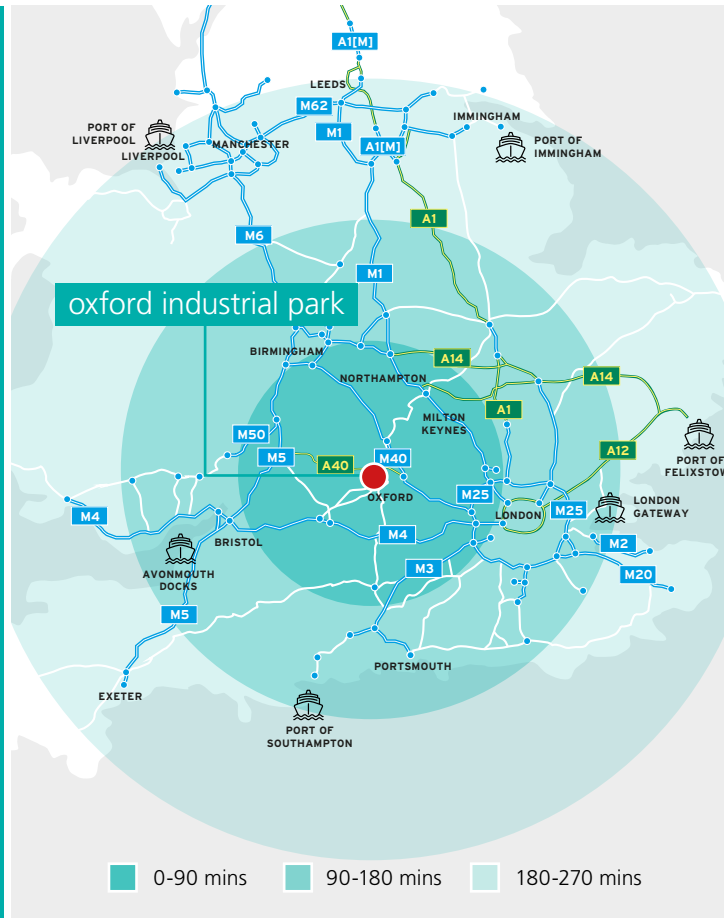 A1[M]
LEEDS
M62
IMMINGHAM
PORT OF
LIVERPOOL
M1
PORT OF
IMMINGHAM
MANCHESTER
A1[M]
LIVERPOOL
A1
M6
M1
oxford industrial park
BIRMINGHAM
A14
NORTHAMPTON
A14
A1
MILTON
KEYNES
M50
M5
A40
M40
A12
PORT OF
FELIXSTOW
OXFORD
M25
LONDON
GATEWAY
M4
LONDON
M25
BRISTOL
M4
M2
AVONMOUTH
DOCKS
M3
M20
M5
PORTSMOUTH
EXETER
PORT OF
SOUTHAMPTON
0-90 mins
90-180 mins
180-270 mins